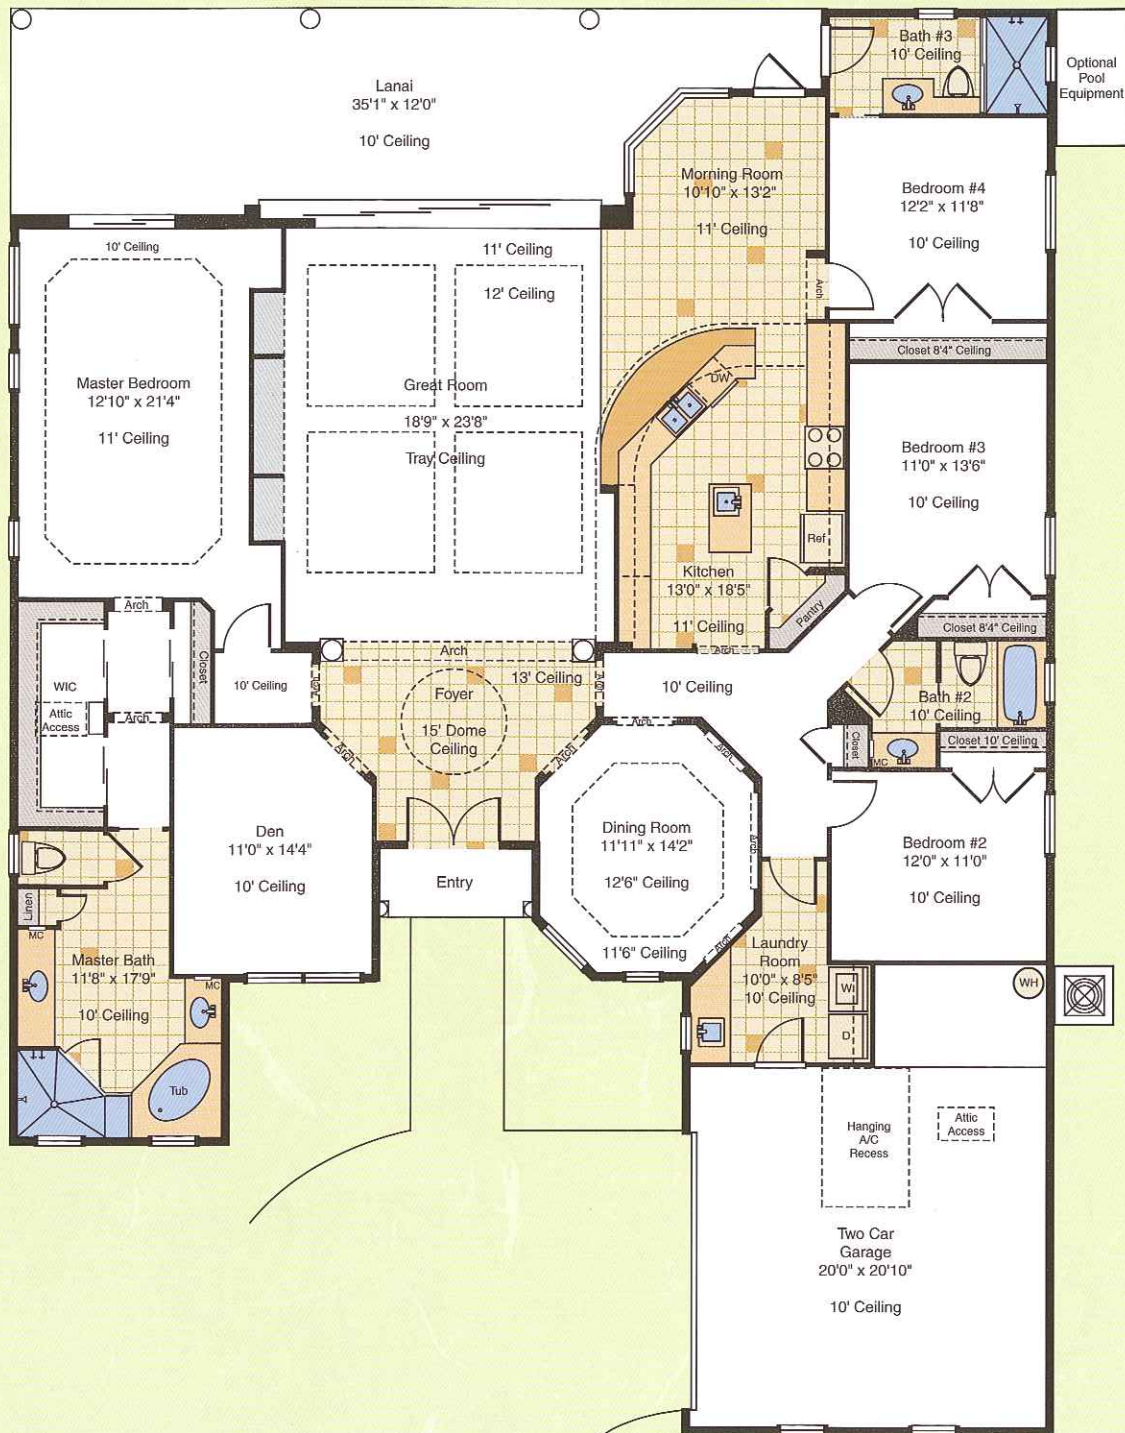 Lanai
35'1" x 12'0"
10' Ceiling
Bath #3
10' Ceiling
Optional
Pool
Equipment
Morning Room
10'10" x 13'2"
11' Ceiling
Bedroom #4
12'2" x 11'8"
10' Ceiling
Arch
Closet 8'4" Ceiling
10' Ceiling
Master Bedroom
12'10" x 21'4"
11' Ceiling
11' Ceiling
12' Ceiling
Great Room
18'9" x 23'8"
Tray Ceiling
DW
Ref
Kitchen
13'0" x 18'5"
11' Ceiling
Pantry
Arch
Bedroom #3
11'0" x 13'6"
10' Ceiling
Closet 8'4" Ceiling
Arch
WIC
Attic
Access
Arch
Closet
10' Ceiling
Arch
Arch
13' Ceiling
Foyer
15' Dome
Ceiling
Arch
Arch
Arch
10' Ceiling
Arch
Arch
Bath #2
10' Ceiling
MC
Closet
Closet 10' Ceiling
Den
11'0" x 14'4"
10' Ceiling
Entry
Dining Room
11'11" x 14'2"
12'6" Ceiling
11'6" Ceiling
Arch
Arch
Bedroom #2
12'0" x 11'0"
10' Ceiling
Linen
MC
Master Bath
11'8" x 17'9"
10' Ceiling
MC
Tub
Laundry
Room
10'0" x 8'5"
10' Ceiling
W
D
WH
Hanging
A/C
Recess
Attic
Access
Two Car
Garage
20'0" x 20'10"
10' Ceiling